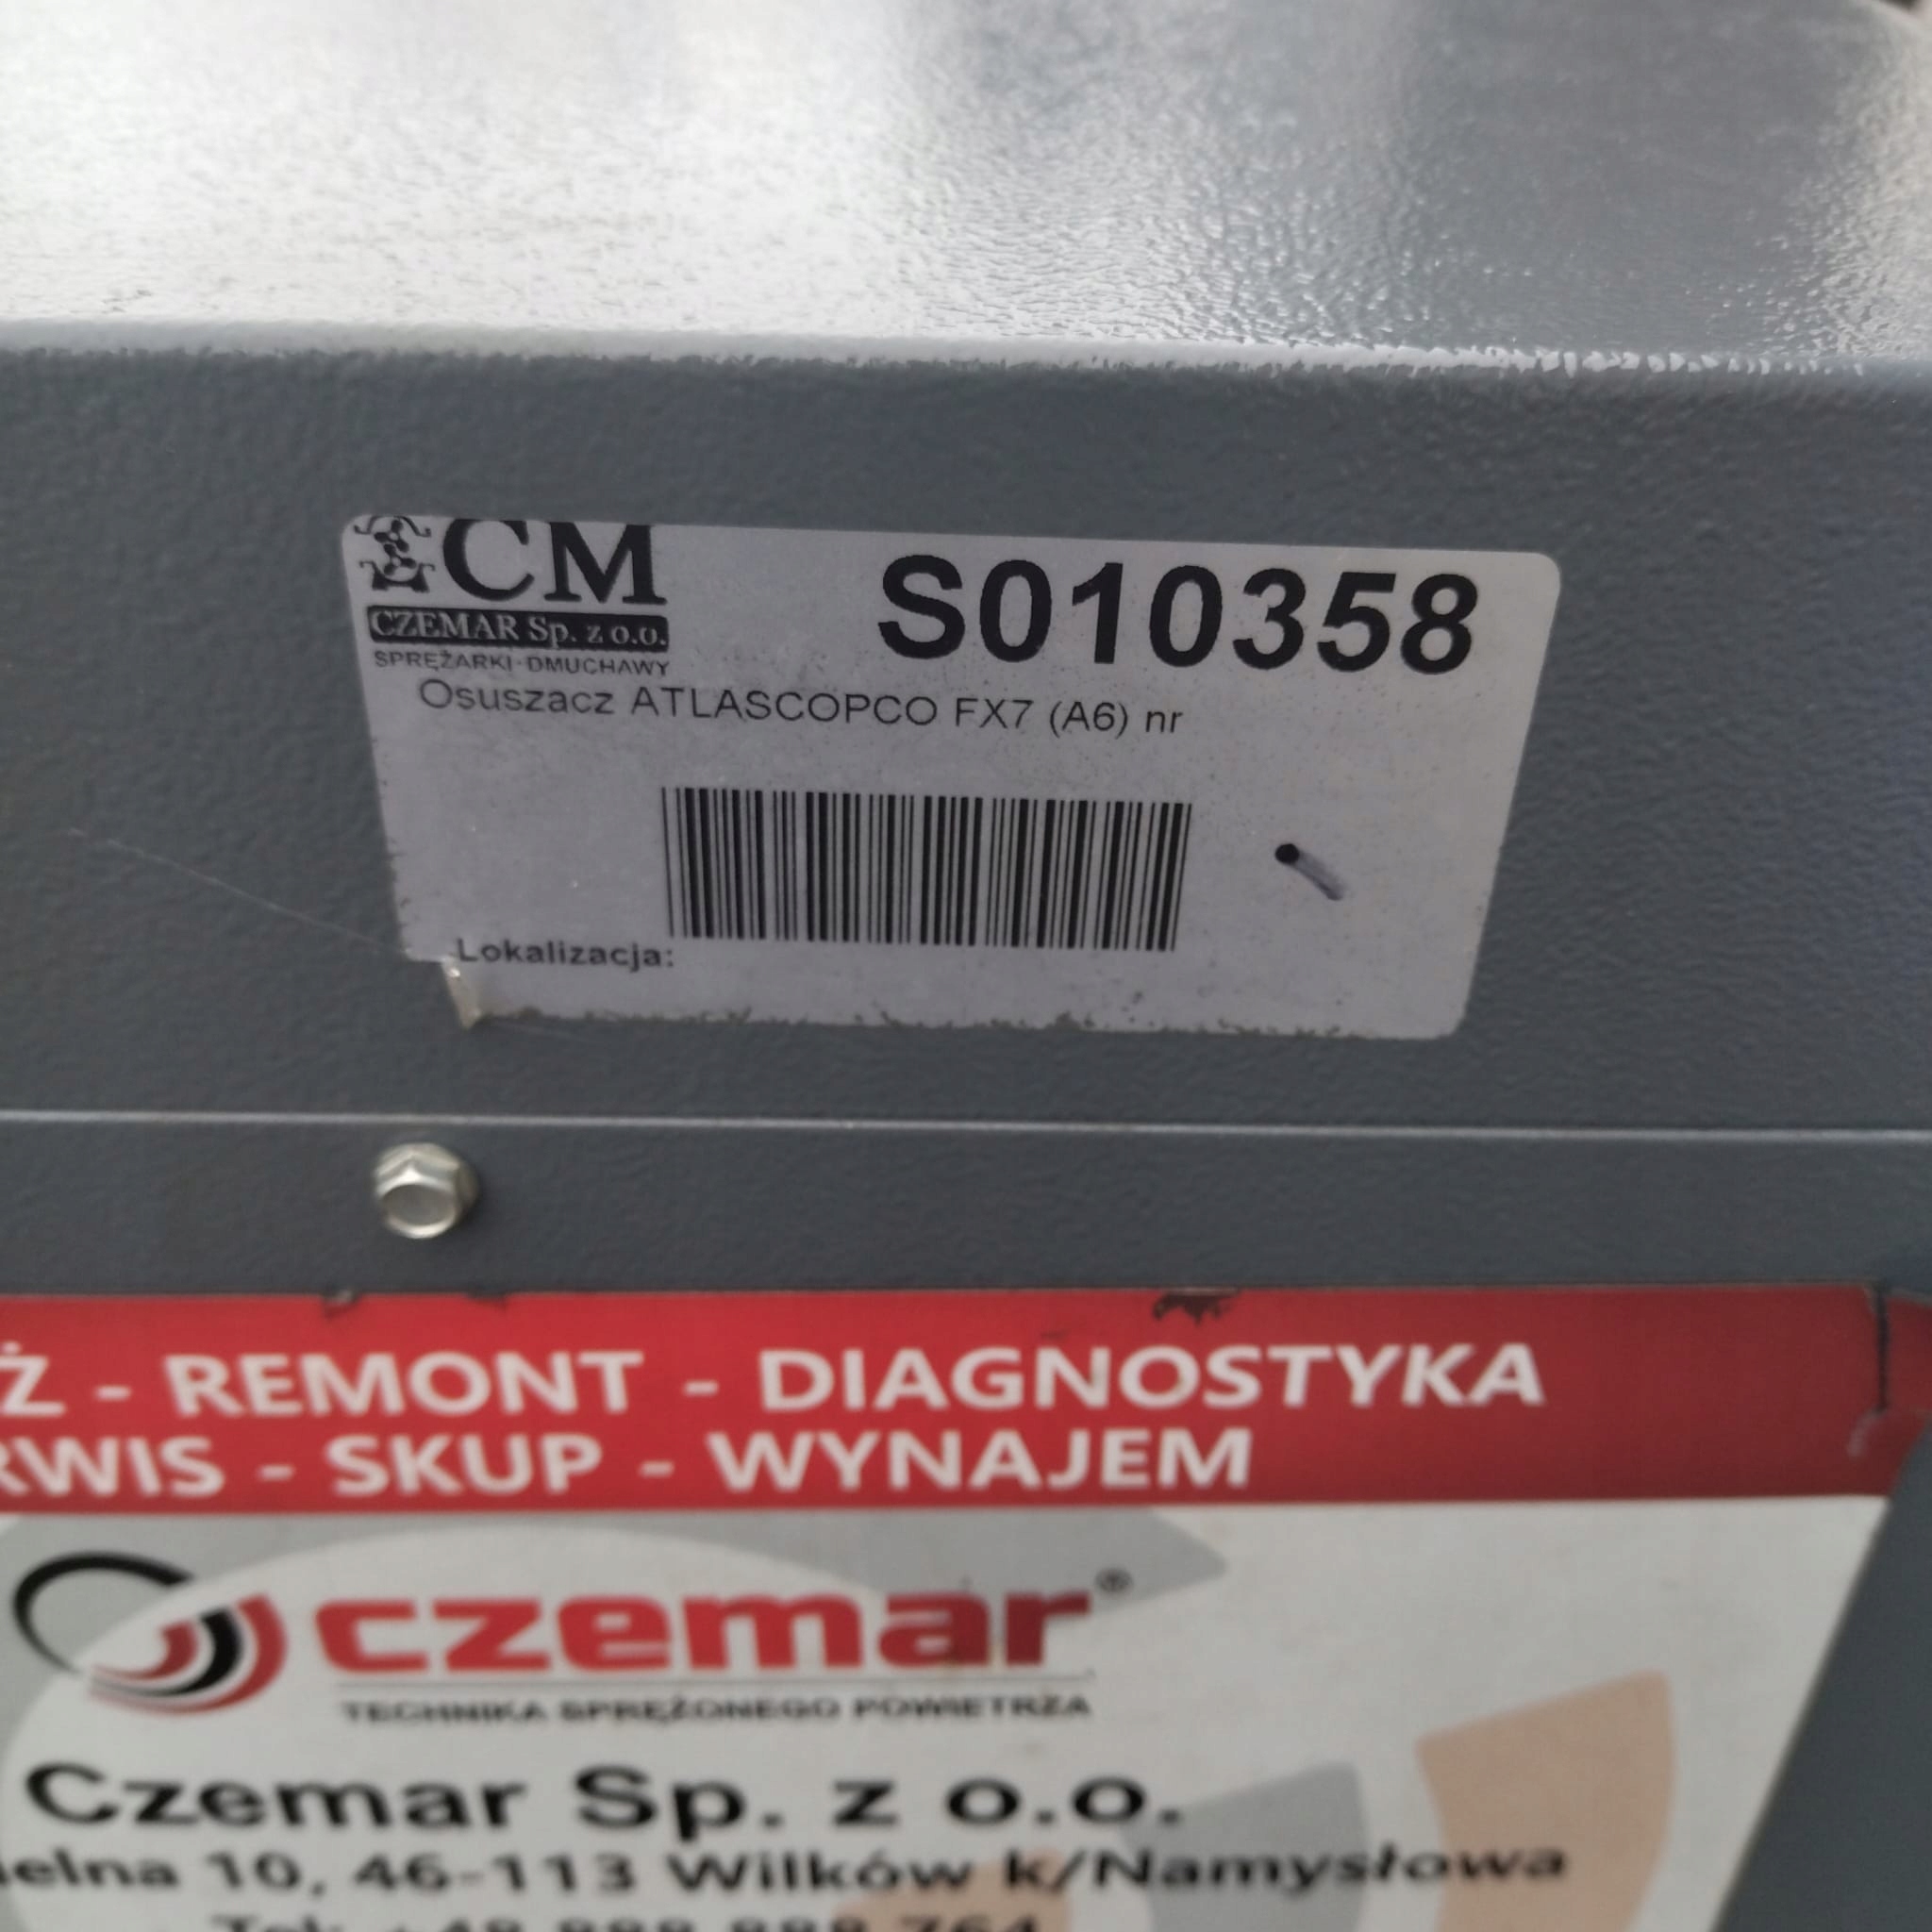 CM
S010358
CZEMAR Sp. z o.o.
SPRĘŻARKI-DMUCHAWY
Osuszacz ATLASCOPCO FX7 (A6) nr
Lokalizacja:
Ż - REMONT - DIAGNOSTYKA
RWIS - SKUP - WYNAJEM
czemar®
TECHNIKA SPRĘŻONEGO POWIETRZA
Czemar Sp. z o.o.
ielna 10, 46-113 Wilków k/Namysłowa